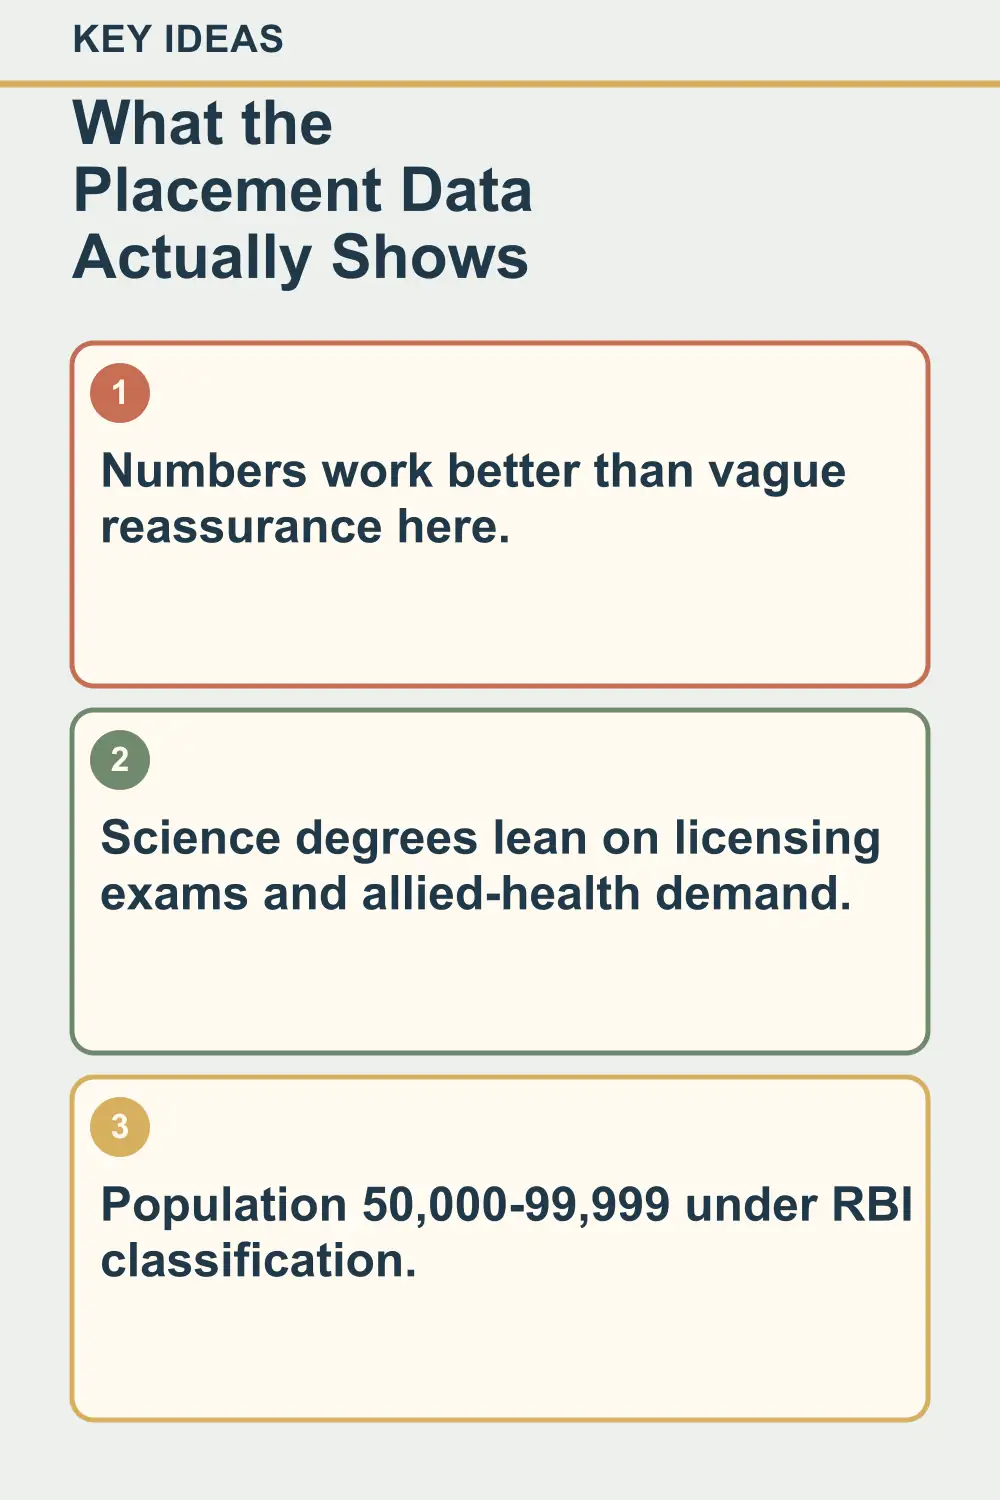 KEY IDEAS
What the
Placement Data
Actually Shows
1
Numbers work better than vague
reassurance here.
2
Science degrees lean on licensing
exams and allied-health demand.
3
Population 50,000-99,999 under RBI
classification.